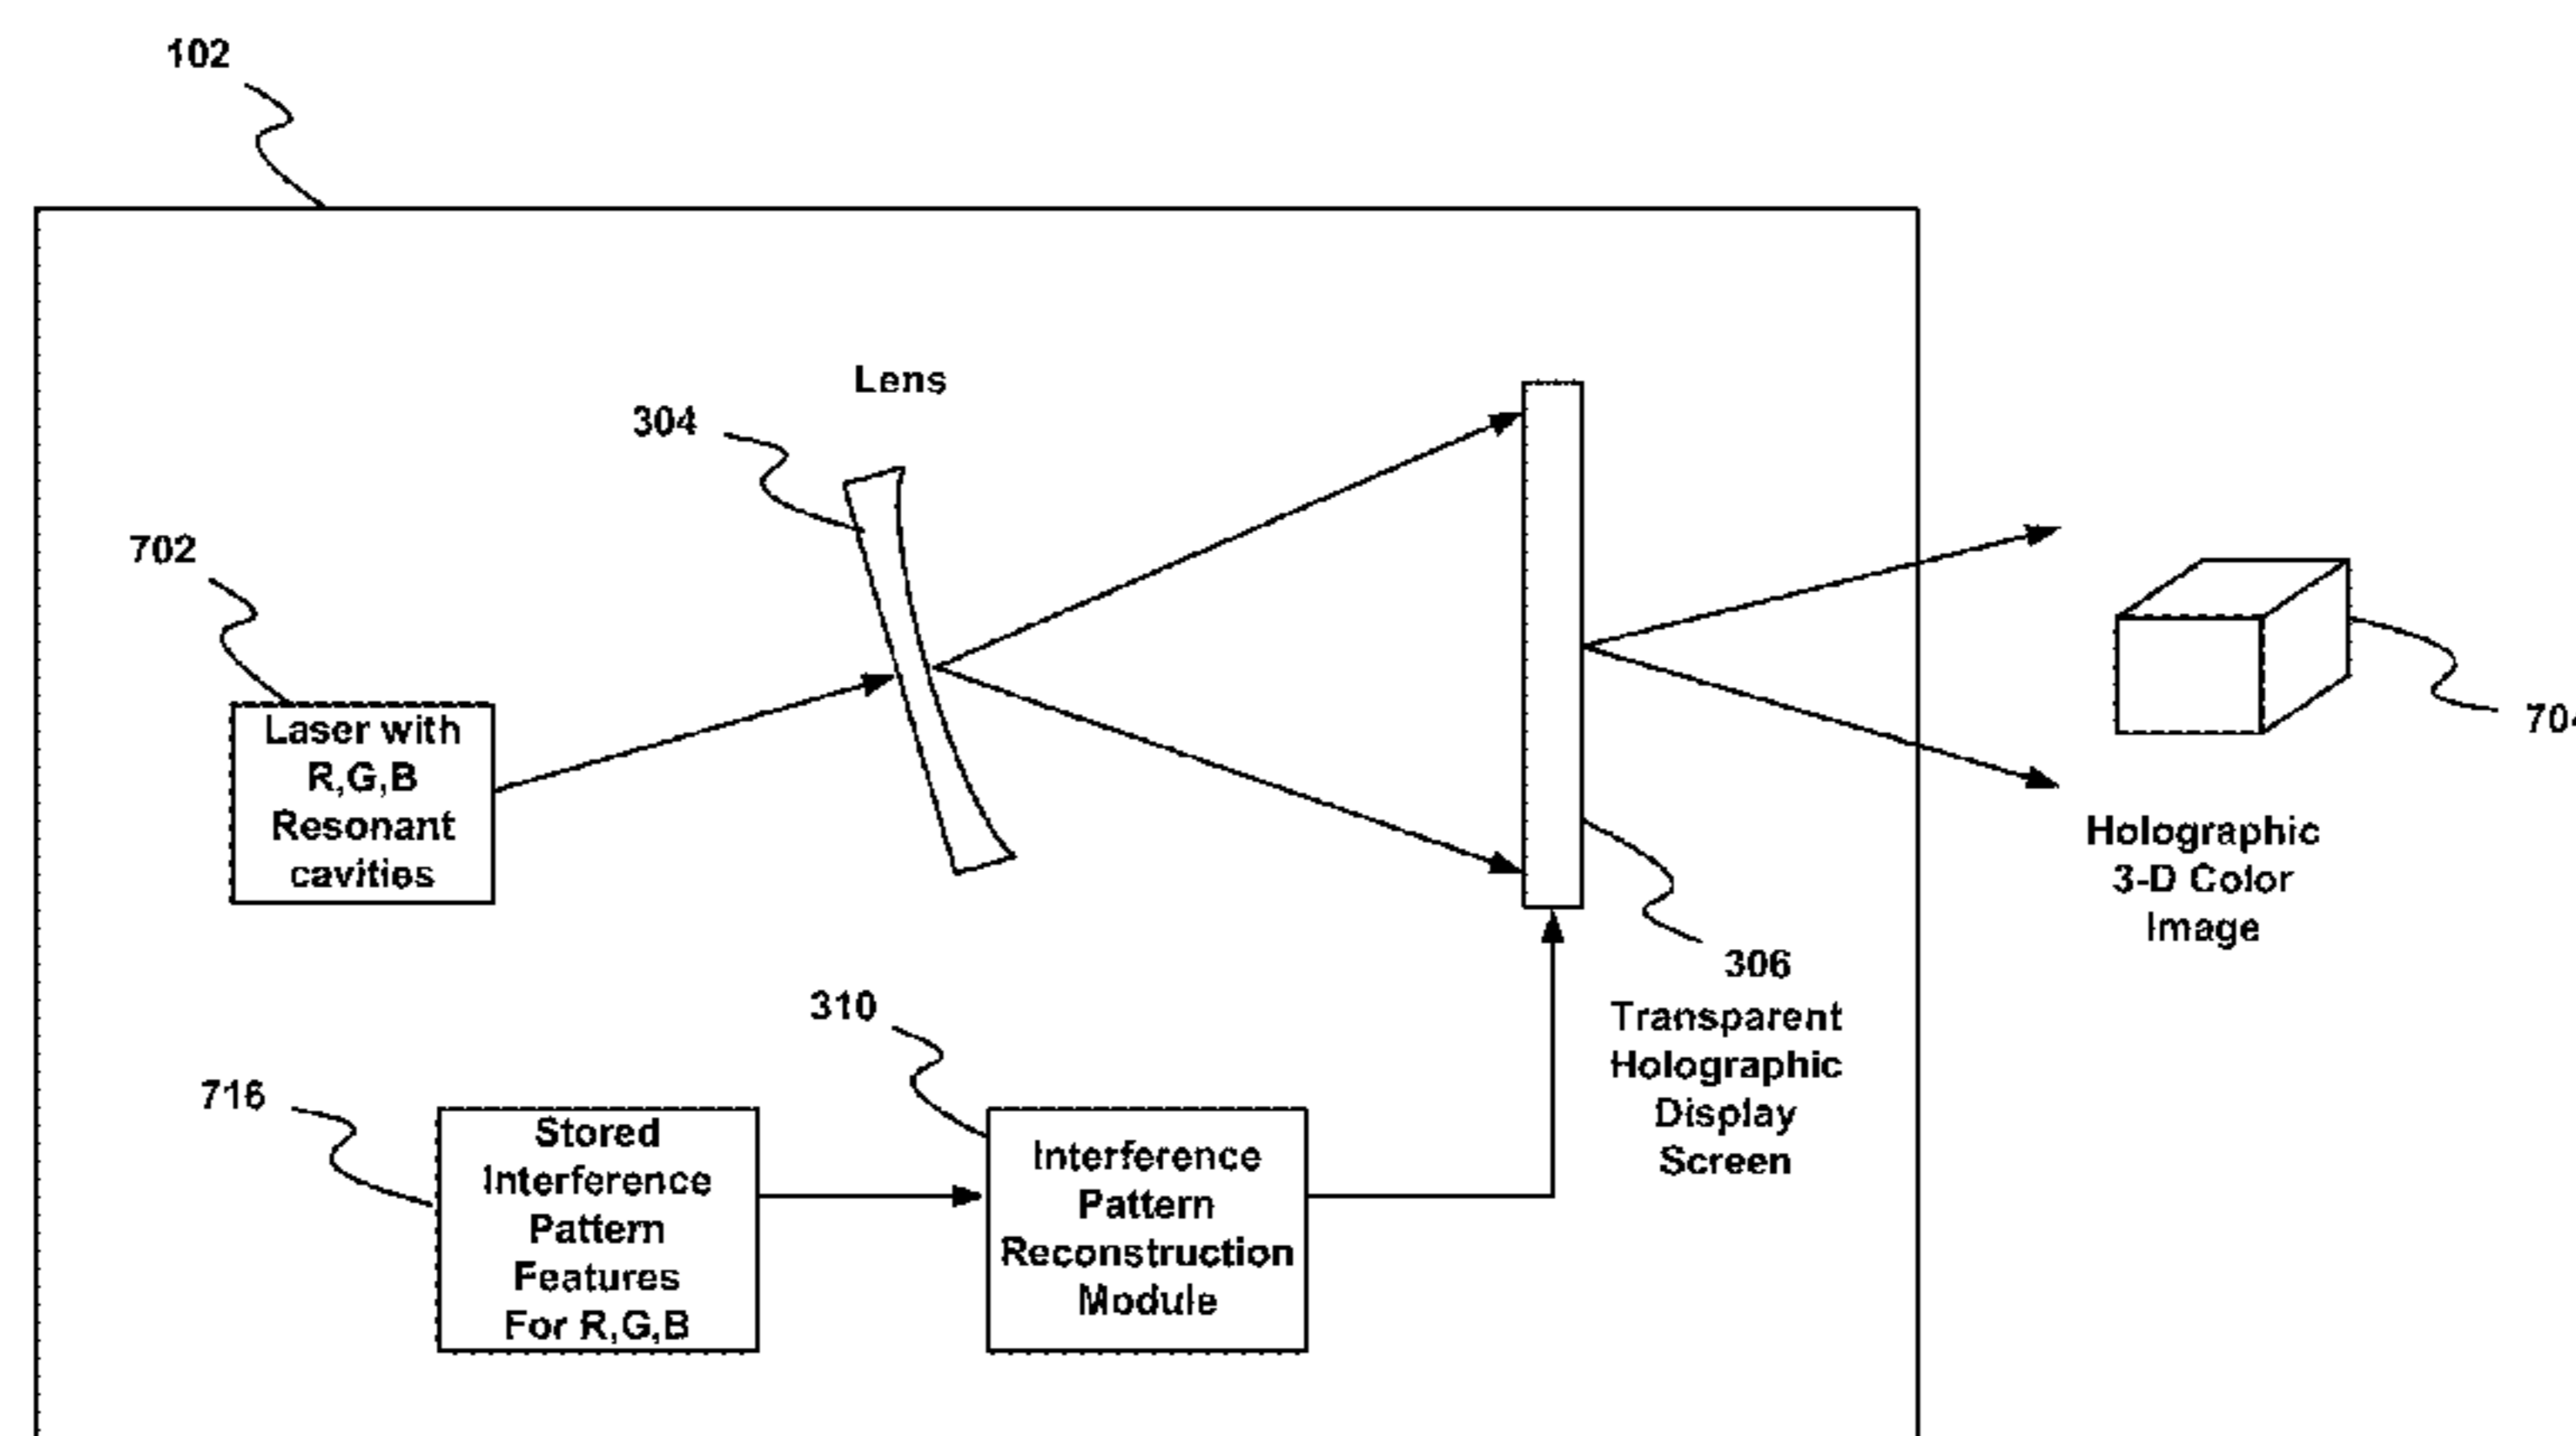 102
Lens
304
702
Laser with
R,G,B
Resonant
cavities
Holographic
3-D Color
Image
306
Transparent
Holographic
Display
Screen
310
716
Stored
Interference
Pattern
Features
For R,G,B
Interference
Pattern
Reconstruction
Module